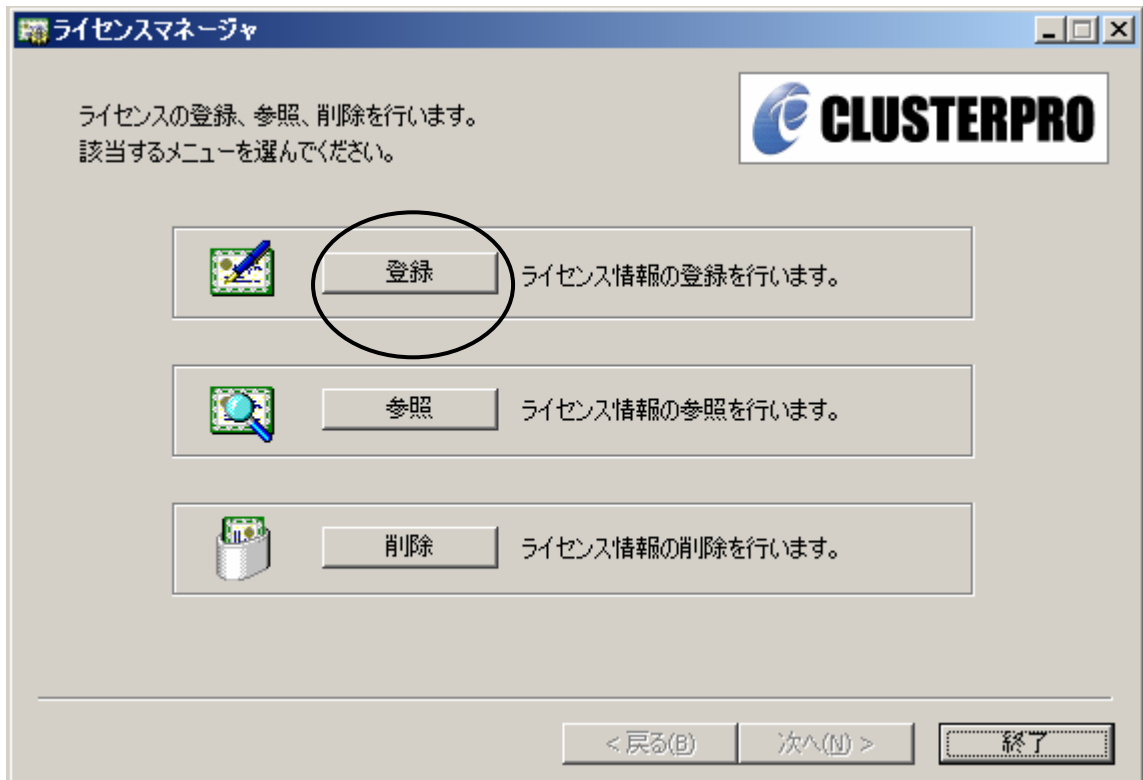 ライセンスマネージャ
ライセンスの登録、参照、削除を行います。
該当するメニューを選んでください。
CLUSTERPRO
登録 ライセンス情報の登録を行います。
参照 ライセンス情報の参照を行います。
削除 ライセンス情報の削除を行います。
< 戻る(B) 次へ(N) > 終了